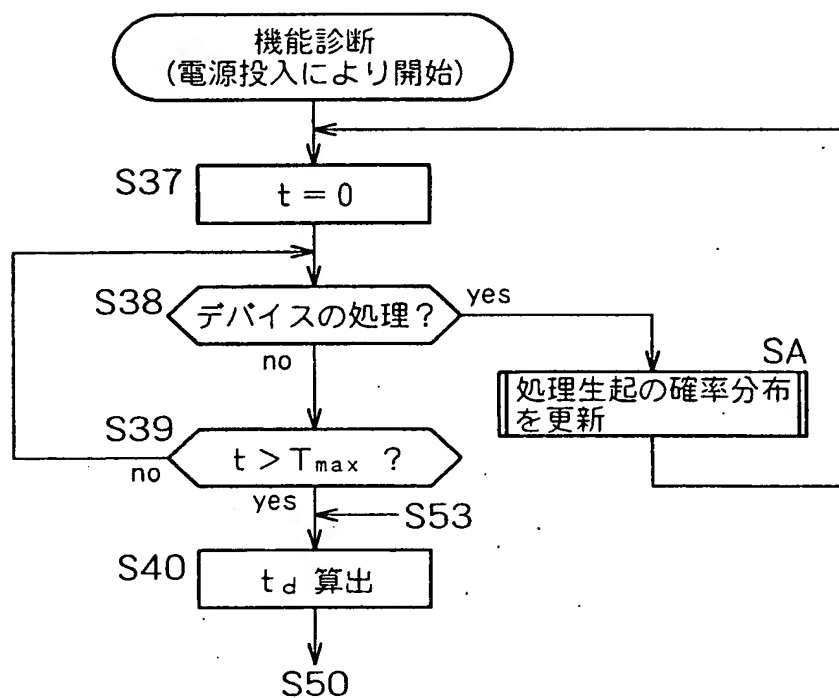 機能診断
(電源投入により開始)
S37
t = 0
S38
デバイスの処理?
yes
no
SA
処理生起の確率分布
を更新
S39
t > Tmax ?
no
yes
S53
S40
td 算出
S50